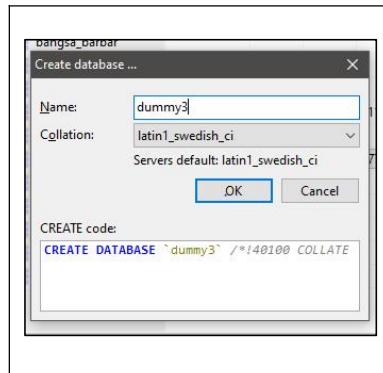 bangsa_barbar
Create database ...
Name:
dummy3
Collation:
latin1_swedish_ci
Servers default: latin1_swedish_ci
OK
Cancel
CREATE code:
CREATE DATABASE `dummy3` /*!40100 COLLATE